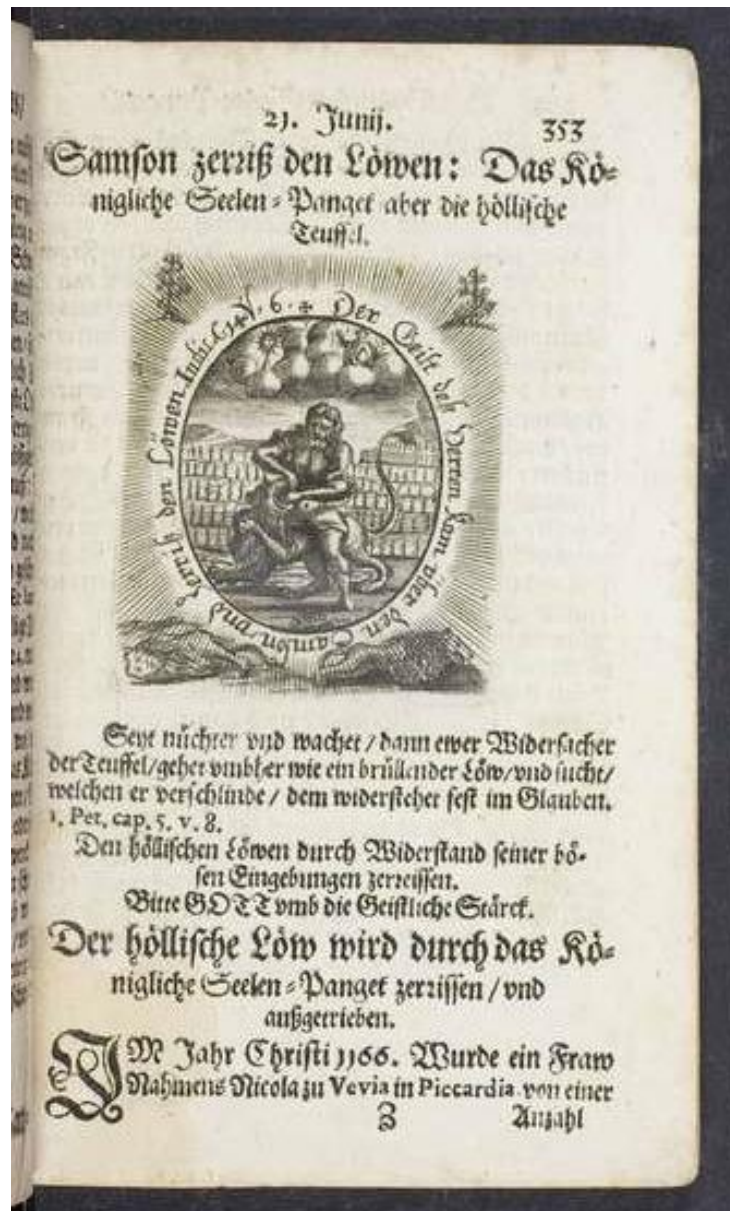 21. Junij. 353
Samson zerriß den Löwen: Das Kö-
nigliche Seelen-Panget aber die höllische
Teuffel.
Der Geist deß Herren kam vber den Samson vnd zerriß den Löwen Iudic. C. 14. V. 6.
Seyt nüchter vnd wachet / dann ewer Widersacher
der Teuffel / gehet vmbher wie ein brüllender Löw / vnd sucht /
welchen er verschlinde / dem widerstehet fest im Glauben.
1. Pet. cap. 5. v. 8.
Den höllischen Löwen durch Widerstand seiner bö-
sen Eingebungen zerreissen.
Bitte GOTT vmb die Geistliche Stärck.
Der höllische Löw wird durch das Kö-
nigliche Seelen-Panget zerrissen / vnd
außgetrieben.
IM Jahr Christi 1566. Wurde ein Fraw
Nahmens Nicola zu Vevia in Piccardia von einer
Z Anzahl